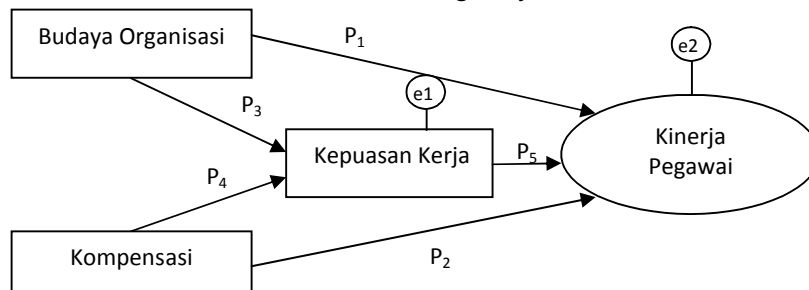 Budaya Organisasi
P1
e2
e1
P3
Kepuasan Kerja
P5
Kinerja
Pegawai
P4
Kompensasi
P2